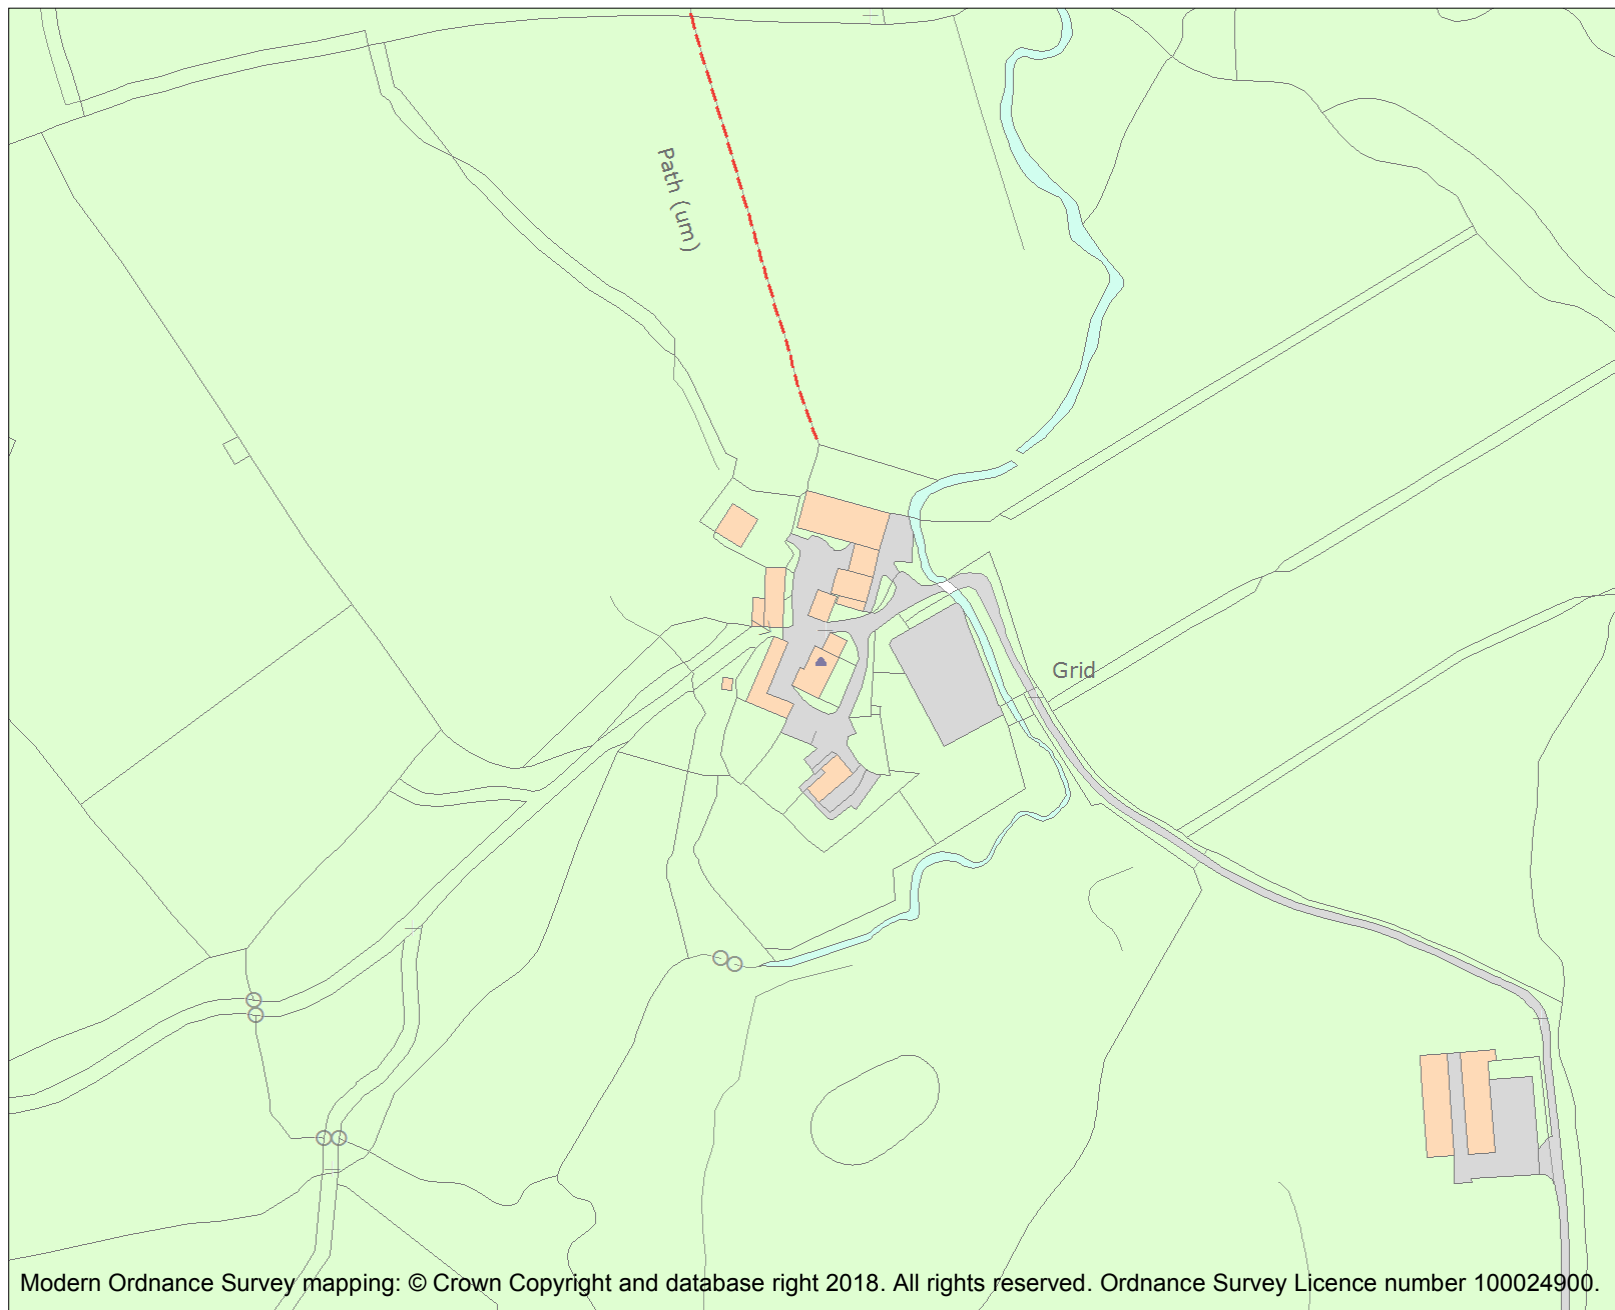 Path (um)
Grid
Modern Ordnance Survey mapping: © Crown Copyright and database right 2018. All rights reserved. Ordnance Survey Licence number 100024900.